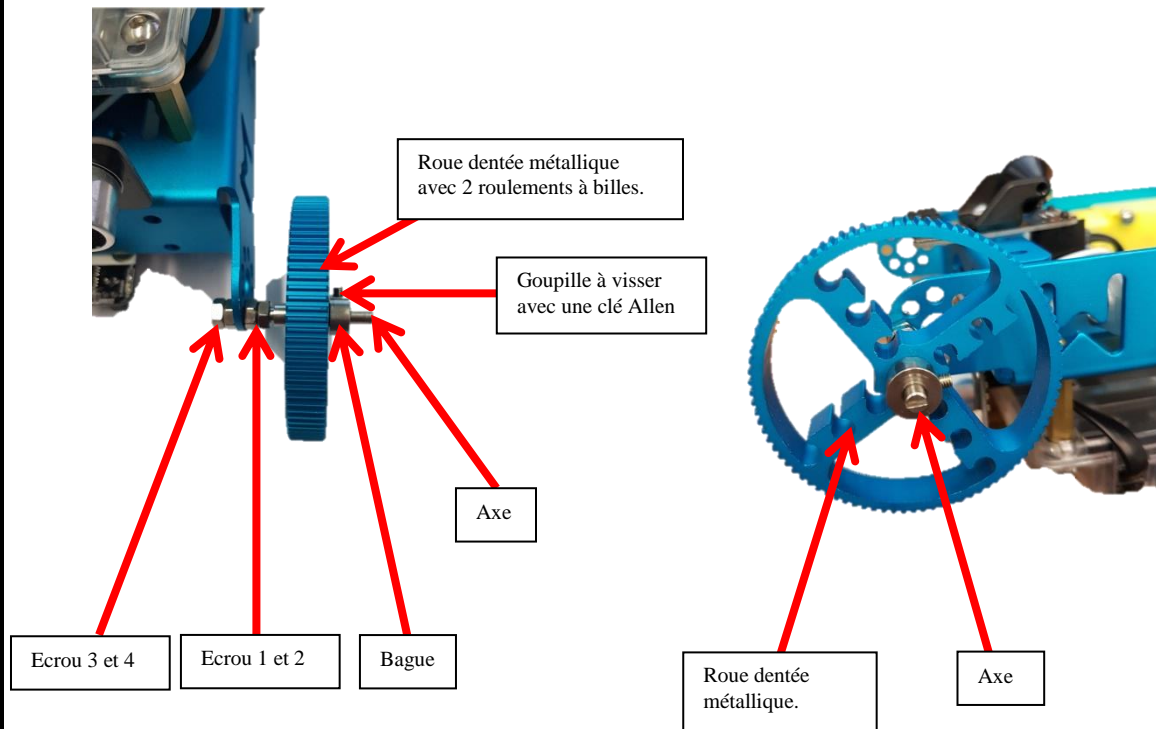 Roue dentée métallique
avec 2 roulements à billes.
Goupille à visser
avec une clé Allen
Axe
Ecrou 3 et 4
Ecrou 1 et 2
Bague
Roue dentée
métallique.
Axe